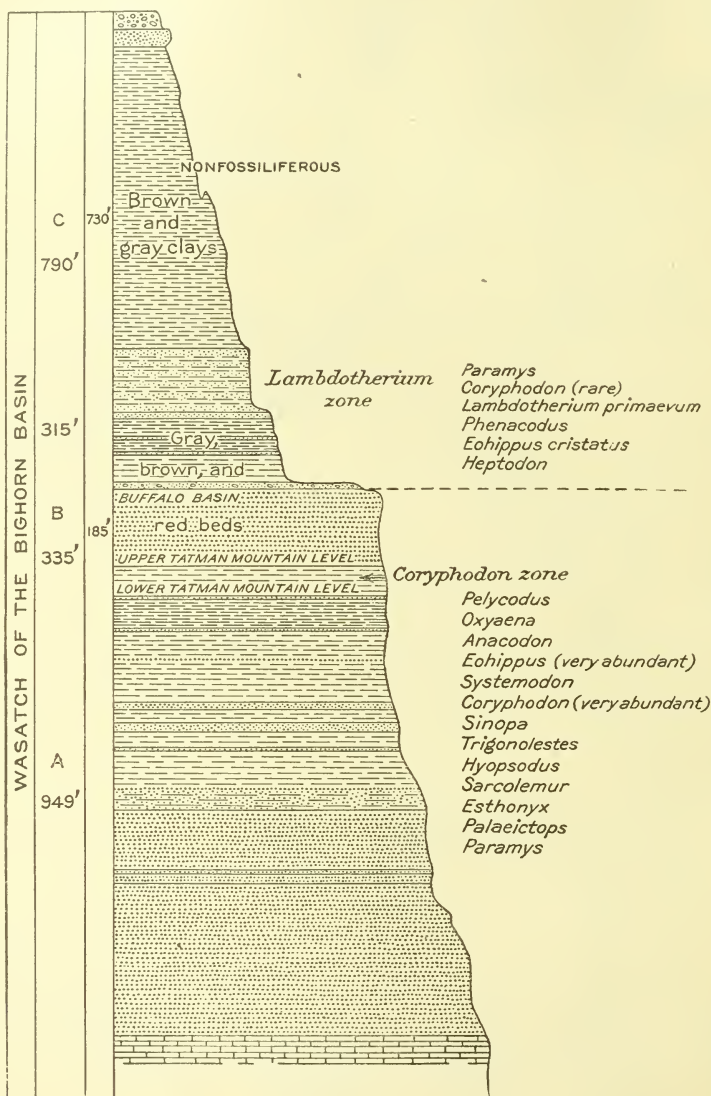 NONFOSSILIFEROUS
Brown
and
gray clays
C
730'
790'
Lambdotherium
zone
Paramys
Coryphodon (rare)
Lambdotherium primaevum
Phenacodus
Eohippus cristatus
Heptodon
315'
Gray,
brown, and
BUFFALO BASIN
red beds
B
185'
335'
UPPER TATMAN MOUNTAIN LEVEL
LOWER TATMAN MOUNTAIN LEVEL
Coryphodon zone
Pelycodus
Oxyaena
Anacodon
Eohippus (very abundant)
Systemodon
Coryphodon (very abundant)
Sinopa
Trigonolestes
Hyopsodus
Sarcolemur
Esthonyx
Palaeictops
Paramys
A
949'
WASATCH OF THE BIGHORN BASIN